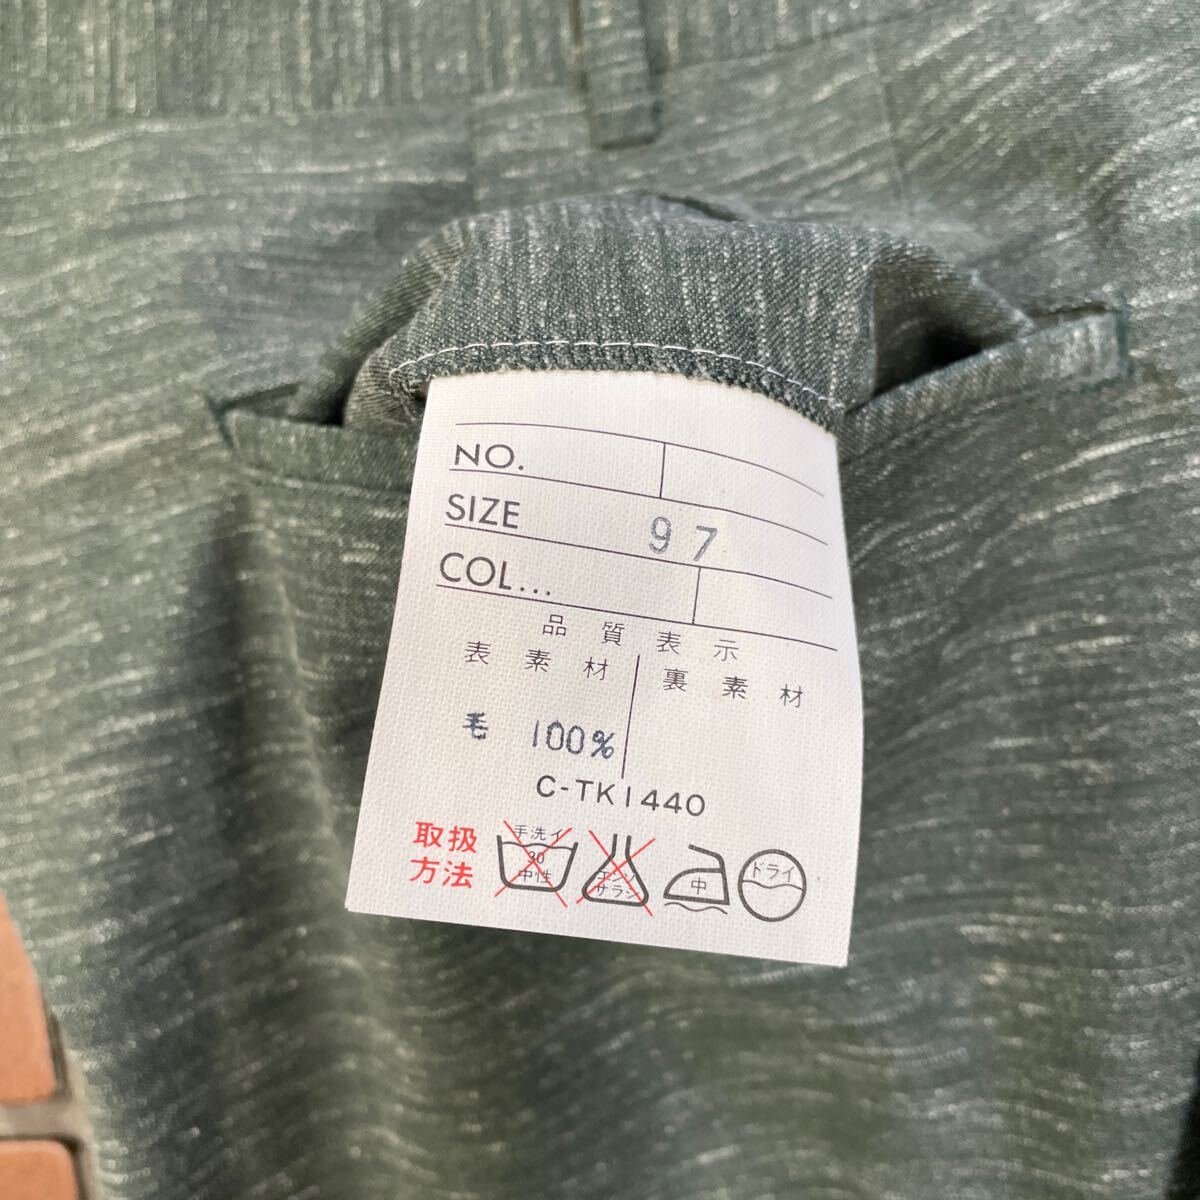 NO.
SIZE 97
COL...
品質表示
表素材 裏素材
毛 100%
C-TK1440
取扱方法
手洗イ
30
中性
エンソ
サラシ
中
ドライ